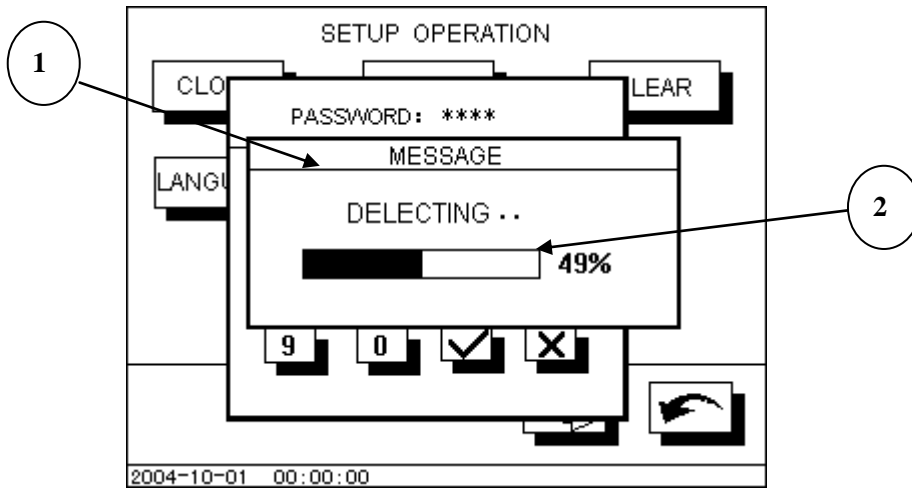 SETUP OPERATION
1
CLO
LEAR
PASSWORD: ****
MESSAGE
LANGU
DELECTING ..
2
49%
9 0
2004-10-01 00:00:00